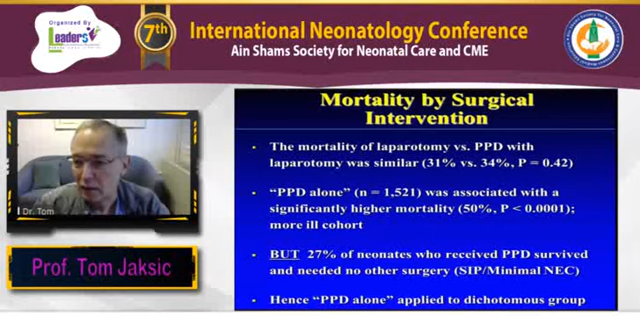 Organized By
Leaders
7th
International Neonatology Conference
Ain Shams Society for Neonatal Care and CME
Dr. Tom
Prof. Tom Jaksic
Mortality by Surgical
Intervention
• The mortality of laparotomy vs. PPD with
laparotomy was similar (31% vs. 34%, P = 0.42)
• “PPD alone” (n = 1,521) was associated with a
significantly higher mortality (50%, P < 0.0001);
more ill cohort
• BUT 27% of neonates who received PPD survived
and needed no other surgery (SIP/Minimal NEC)
• Hence “PPD alone” applied to dichotomous group